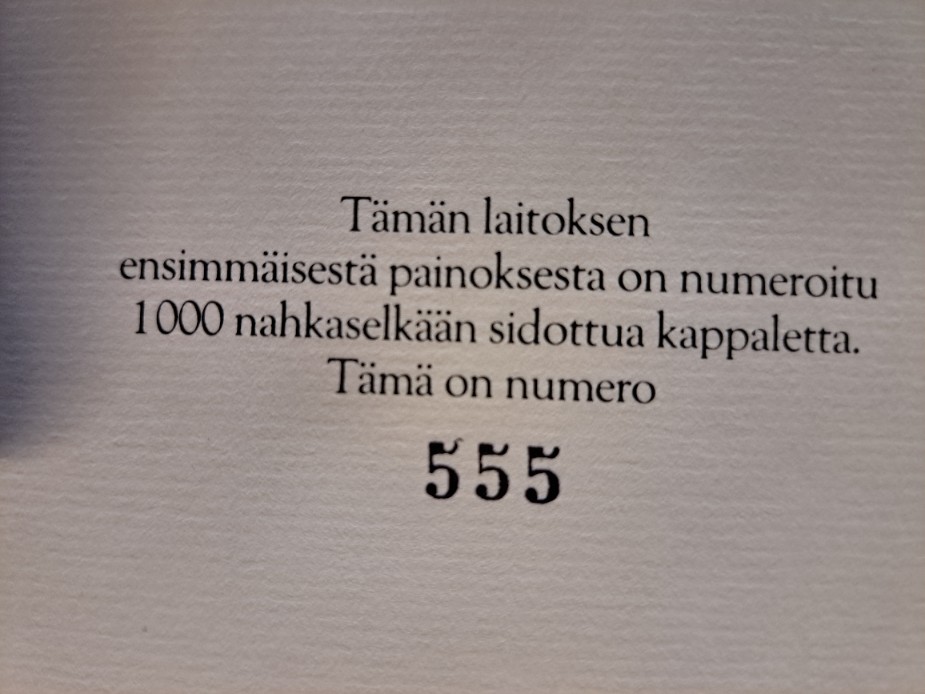 Tämän laitoksen
ensimmäisestä painoksesta on numeroitu
1000 nahkaselkään sidottua kappaletta.
Tämä on numero
555